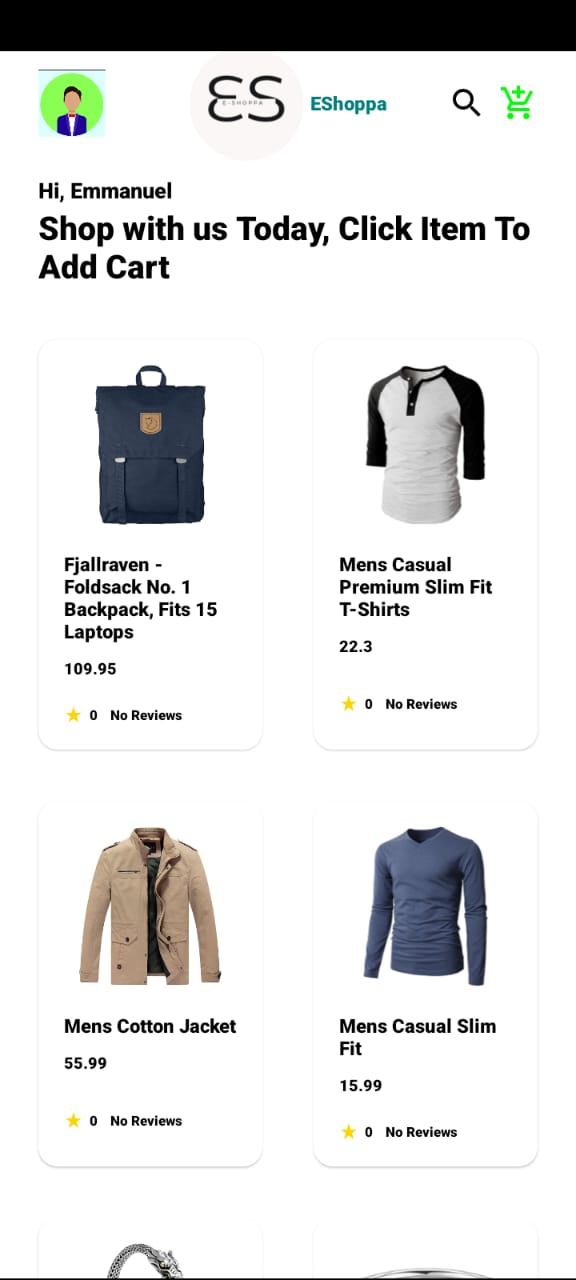 ES
E-SHOPPA
EShoppa
Hi, Emmanuel
Shop with us Today, Click Item To
Add Cart
Fjallraven -
Foldsack No. 1
Backpack, Fits 15
Laptops
109.95
0 No Reviews
Mens Casual
Premium Slim Fit
T-Shirts
22.3
0 No Reviews
Mens Cotton Jacket
55.99
0 No Reviews
Mens Casual Slim
Fit
15.99
0 No Reviews